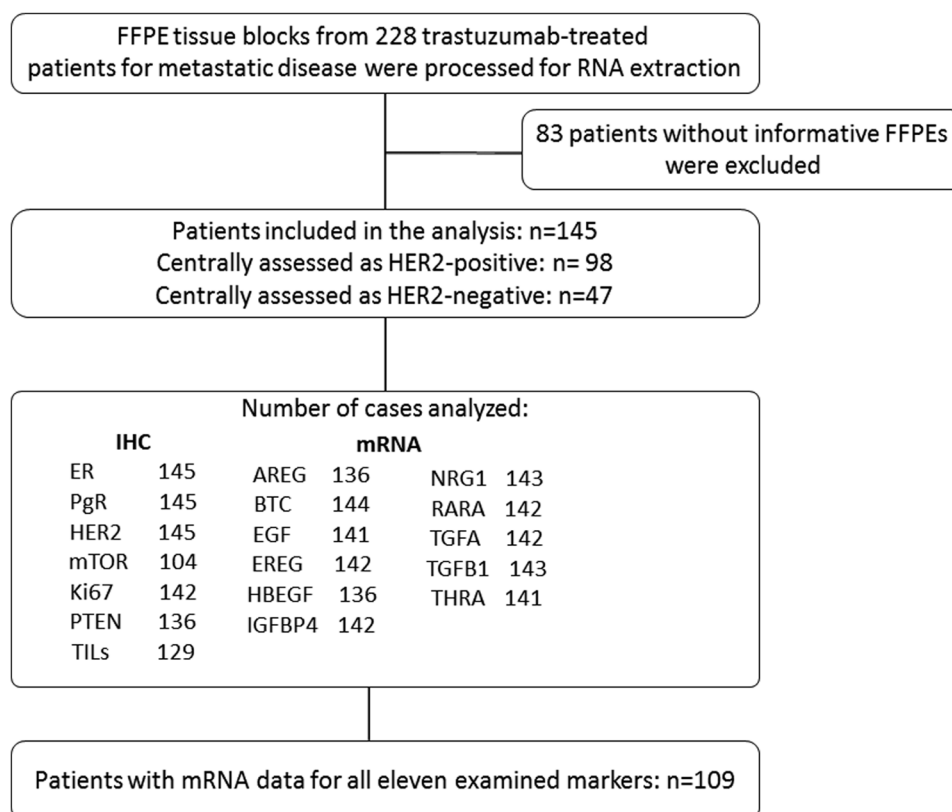 FFPE tissue blocks from 228 trastuzumab-treated
patients for metastatic disease were processed for RNA extraction
83 patients without informative FFPEs
were excluded
Patients included in the analysis: n=145
Centrally assessed as HER2-positive: n= 98
Centrally assessed as HER2-negative: n=47
Number of cases analyzed:
IHC
ER 145
PgR 145
HER2 145
mTOR 104
Ki67 142
PTEN 136
TILs 129
mRNA
AREG 136
BTC 144
EGF 141
EREG 142
HBEGF 136
IGFBP4 142
NRG1 143
RARA 142
TGFA 142
TGFB1 143
THRA 141
Patients with mRNA data for all eleven examined markers: n=109